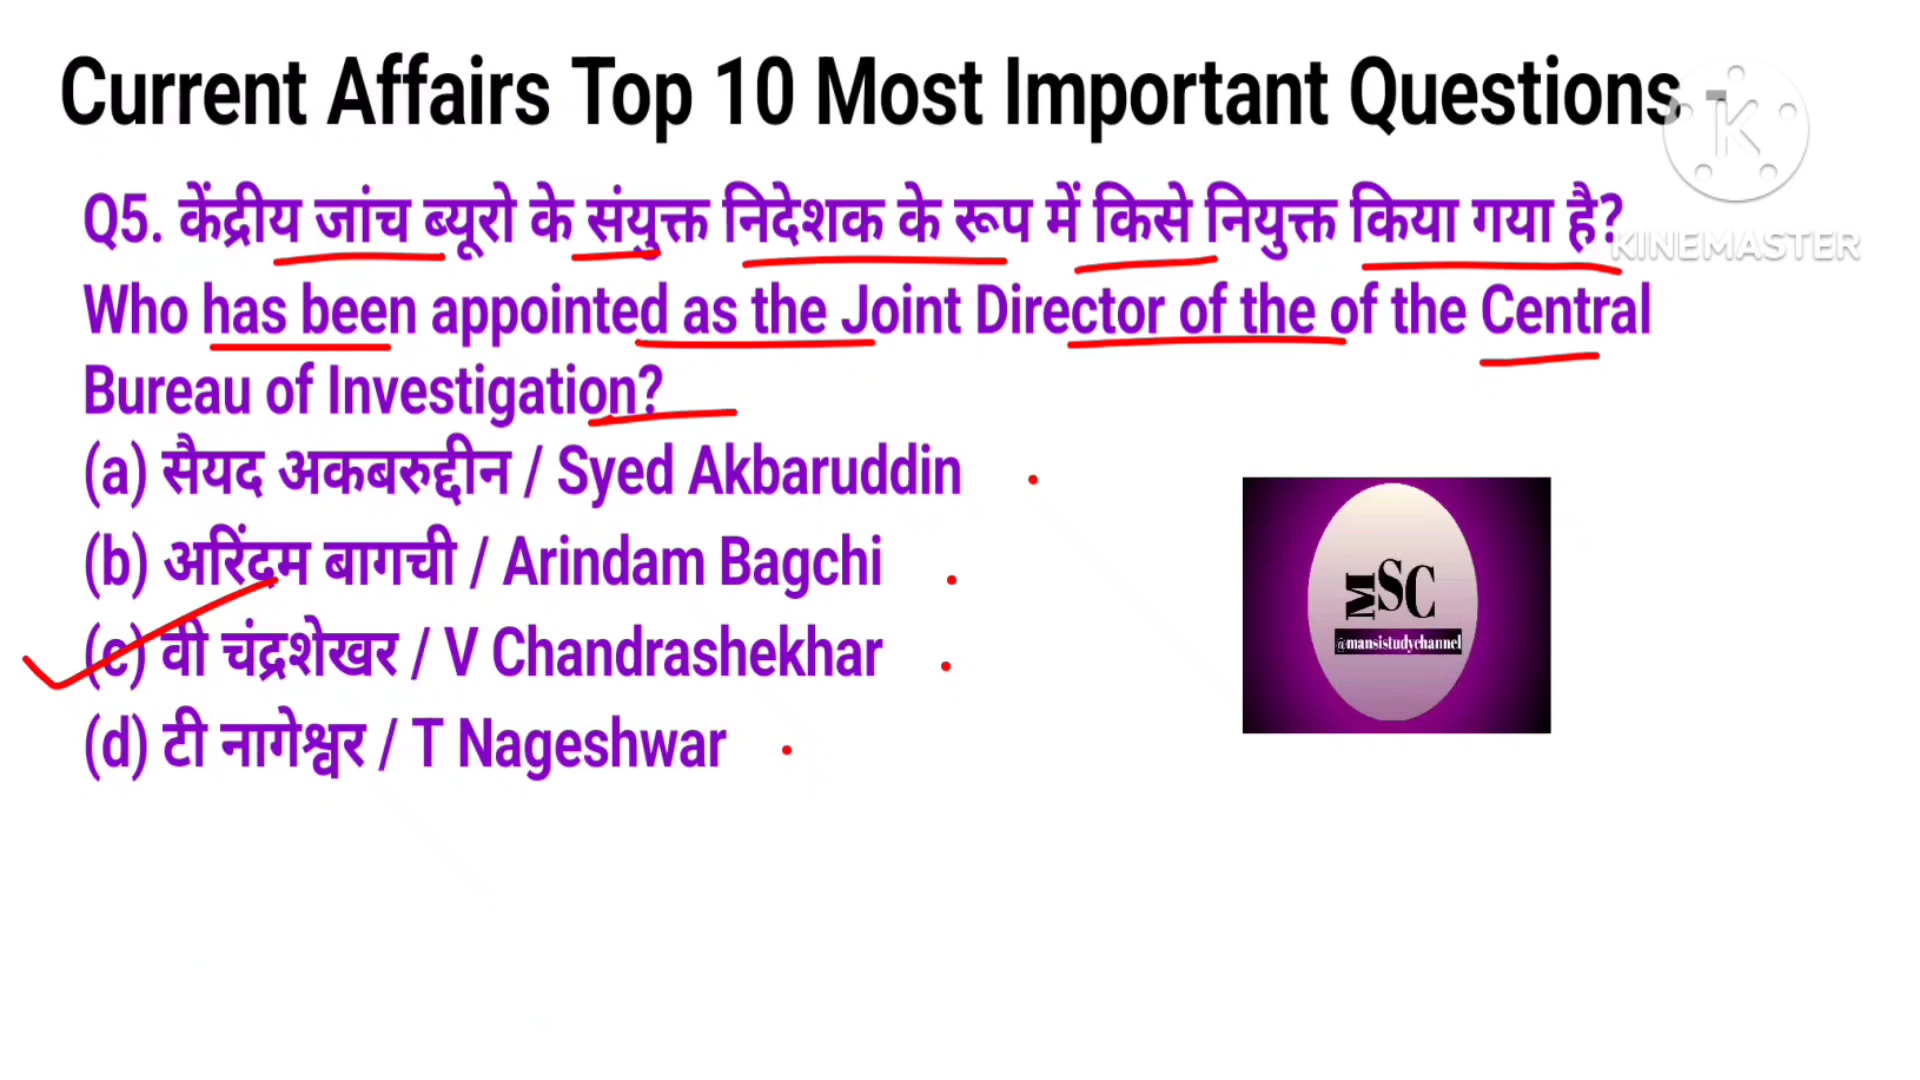 Current Affairs Top 10 Most Important Questions -
Q5. केंद्रीय जांच ब्यूरो के संयुक्त निदेशक के रूप में किसे नियुक्त किया गया है?
KINEMASTER
Who has been appointed as the Joint Director of the of the Central
Bureau of Investigation?
(a) सैयद अकबरुद्दीन / Syed Akbaruddin
(b) अरिंदम बागची / Arindam Bagchi
(c) वी चंद्रशेखर / V Chandrashekhar
(d) टी नागेश्वर / T Nageshwar
MSC
@mansistudychannel
K